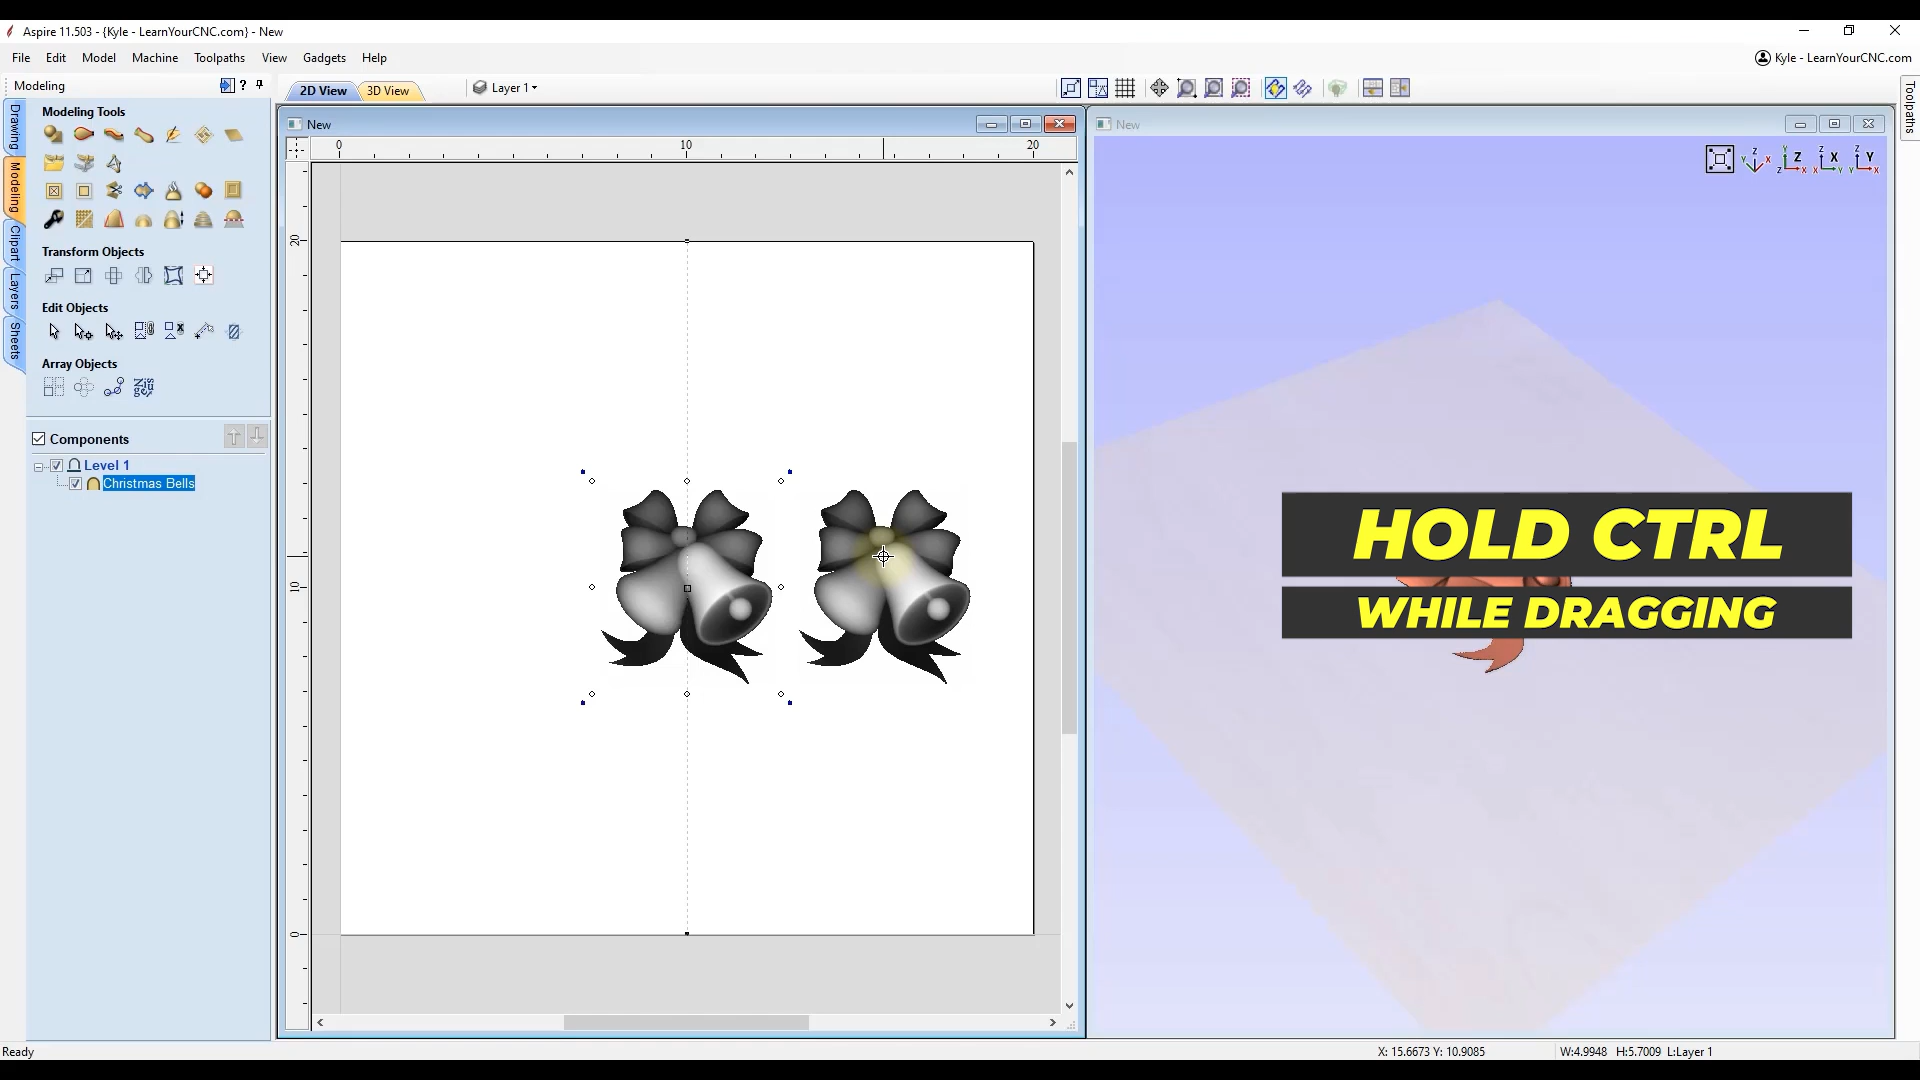 Aspire 11.503 - {Kyle - LearnYourCNC.com} - New
File Edit Model Machine Toolpaths View Gadgets Help
Kyle - LearnYourCNC.com
Modeling
2D View
3D View
Layer 1
Toolpaths
Drawing
Modeling
Clipart
Layers
Sheets
Modeling Tools
Transform Objects
Edit Objects
Array Objects
Components
Level 1
Christmas Bells
New
0 10 20
20
10
0
New
HOLD CTRL
WHILE DRAGGING
Ready
X: 15.6673 Y: 10.9085
W:4.9948 H:5.7009 L:Layer 1